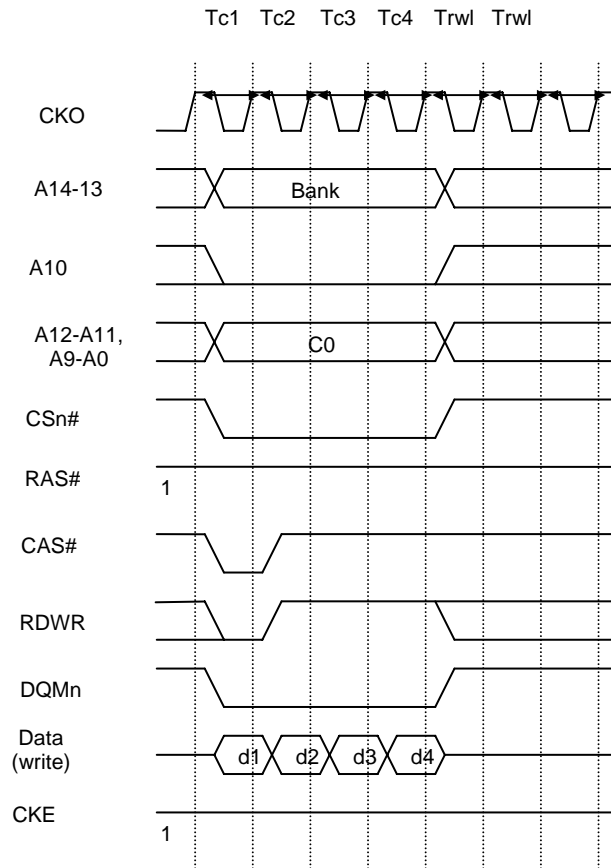 Tc1 Tc2 Tc3 Tc4 Trwl Trwl
CKO
A14-13 Bank
A10
A12-A11,
A9-A0 C0
CSn#
RAS# 1
CAS#
RDWR
DQMn
Data
(write) d1 d2 d3 d4
CKE 1